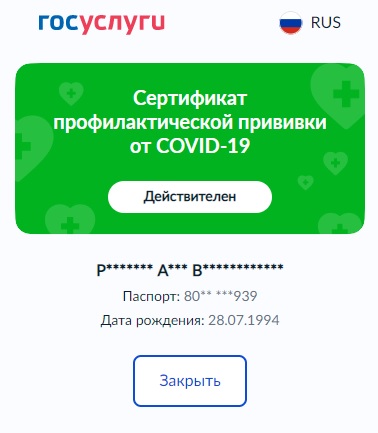 госуслуги
RUS
Сертификат
профилактической прививки
от COVID-19
Действителен
Р******* А*** В************
Паспорт: 80** ***939
Дата рождения: 28.07.1994
Закрыть